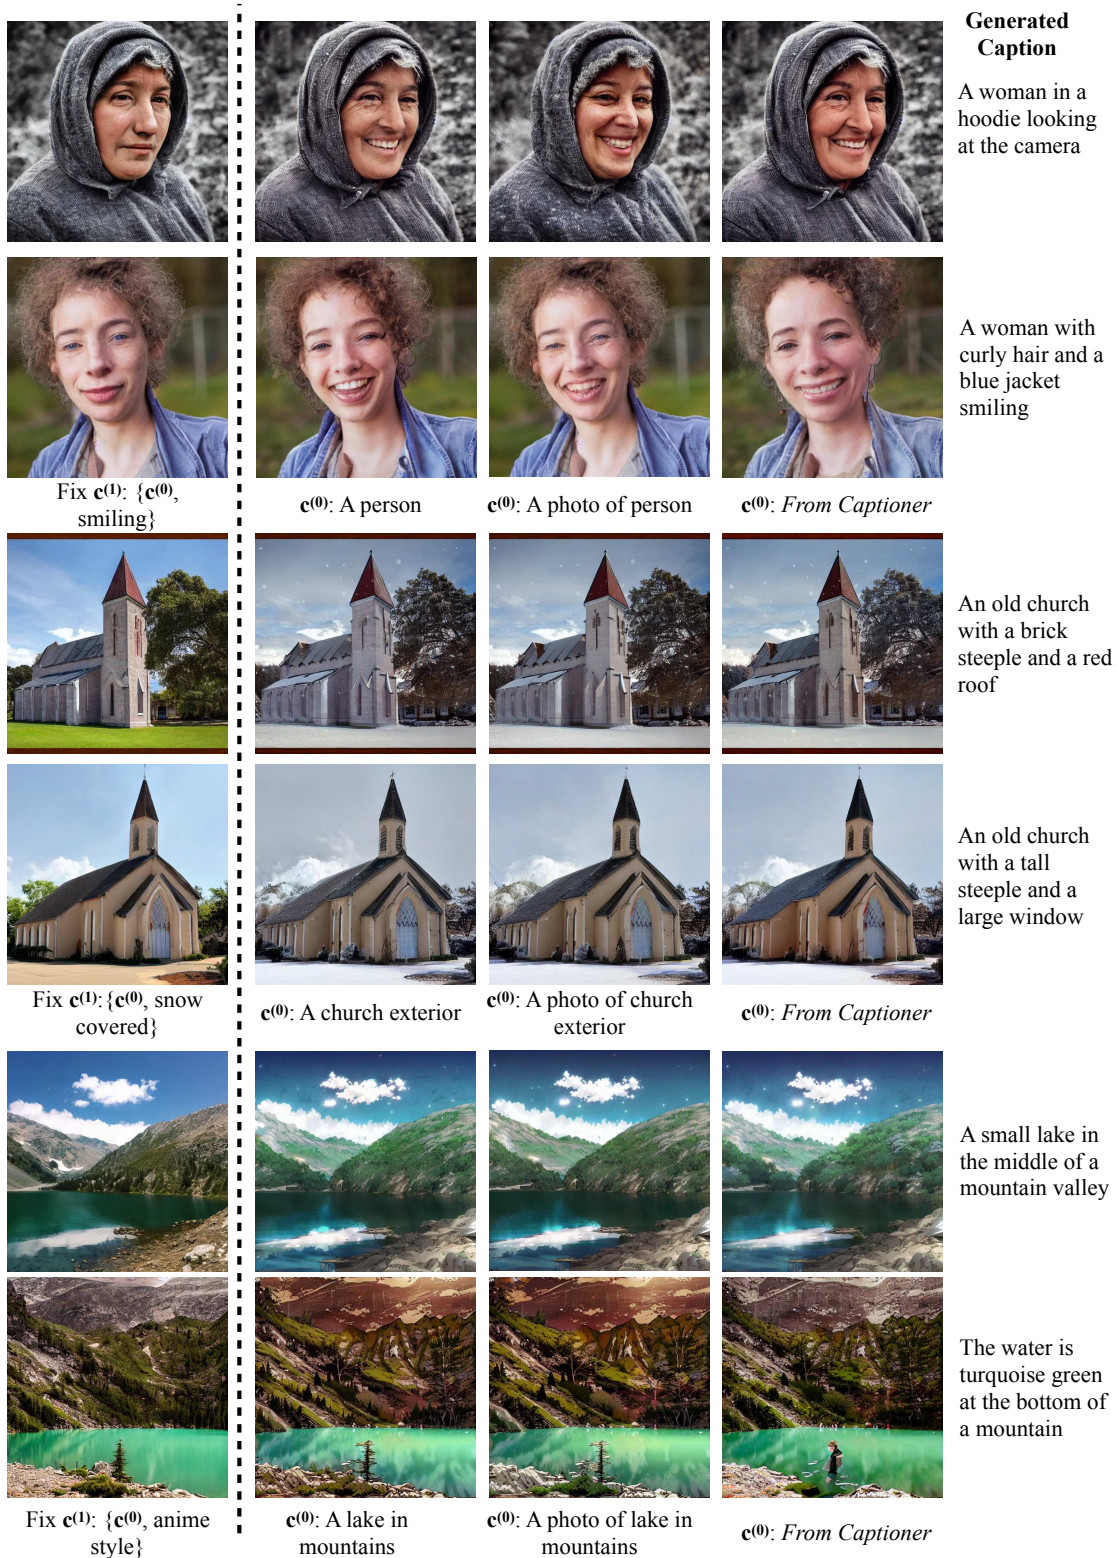 Generated
Caption
A woman in a
hoodie looking
at the camera
A woman with
curly hair and a
blue jacket
smiling
Fix c⁽¹⁾: {c⁽⁰⁾,
smiling}
c⁽⁰⁾: A person
c⁽⁰⁾: A photo of person
c⁽⁰⁾: From Captioner
An old church
with a brick
steeple and a red
roof
An old church
with a tall
steeple and a
large window
Fix c⁽¹⁾:{c⁽⁰⁾, snow
covered}
c⁽⁰⁾: A church exterior
c⁽⁰⁾: A photo of church
exterior
c⁽⁰⁾: From Captioner
A small lake in
the middle of a
mountain valley
The water is
turquoise green
at the bottom of
a mountain
Fix c⁽¹⁾: {c⁽⁰⁾, anime
style}
c⁽⁰⁾: A lake in
mountains
c⁽⁰⁾: A photo of lake in
mountains
c⁽⁰⁾: From Captioner